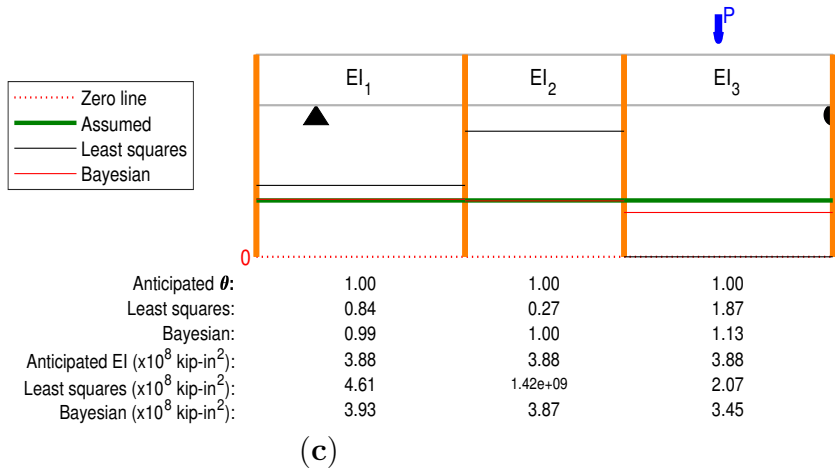 P
EI1 EI2 EI3
Zero line
Assumed
Least squares
Bayesian
0
Anticipated θ: 1.00 1.00 1.00
Least squares: 0.84 0.27 1.87
Bayesian: 0.99 1.00 1.13
Anticipated EI (x10^8 kip-in^2): 3.88 3.88 3.88
Least squares (x10^8 kip-in^2): 4.61 1.42e+09 2.07
Bayesian (x10^8 kip-in^2): 3.93 3.87 3.45
(c)